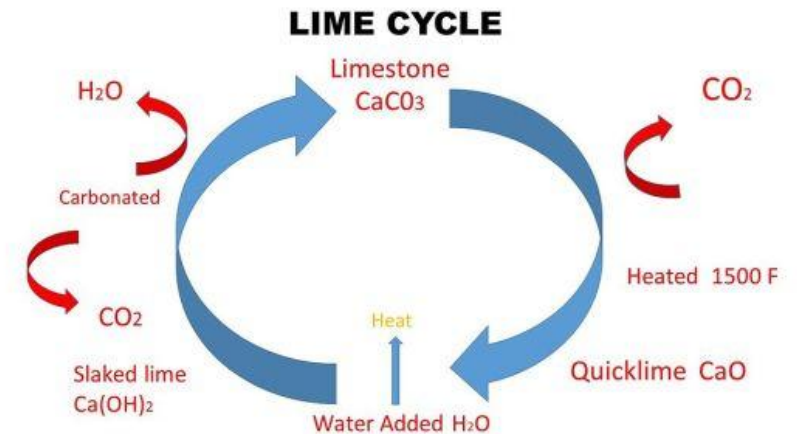 LIME CYCLE
Limestone
CaC03
H2O
CO2
Carbonated
Heated 1500 F
CO2
Heat
Slaked lime
Ca(OH)2
Quicklime CaO
Water Added H2O